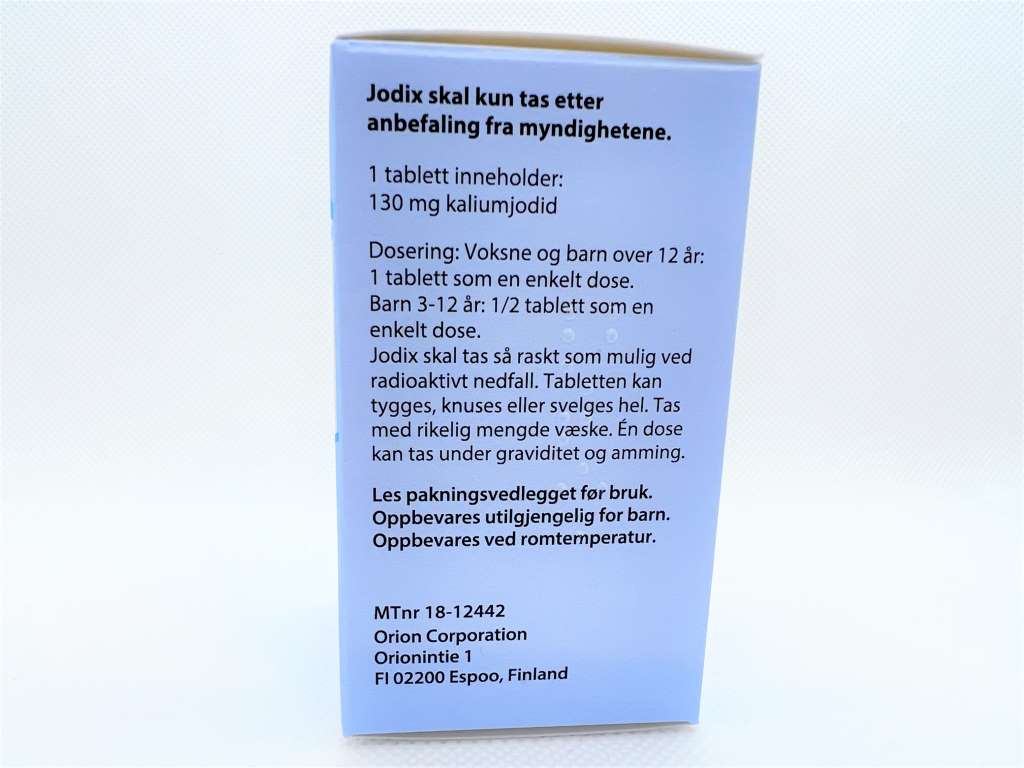 Jodix skal kun tas etter
anbefaling fra myndighetene.
1 tablett inneholder:
130 mg kaliumjodid
Dosering: Voksne og barn over 12 år:
1 tablett som en enkelt dose.
Barn 3-12 år: 1/2 tablett som en
enkelt dose.
Jodix skal tas så raskt som mulig ved
radioaktivt nedfall. Tabletten kan
tygges, knuses eller svelges hel. Tas
med rikelig mengde væske. Én dose
kan tas under graviditet og amming.
Les pakningsvedlegget før bruk.
Oppbevares utilgjengelig for barn.
Oppbevares ved romtemperatur.
MTnr 18-12442
Orion Corporation
Orionintie 1
FI 02200 Espoo, Finland